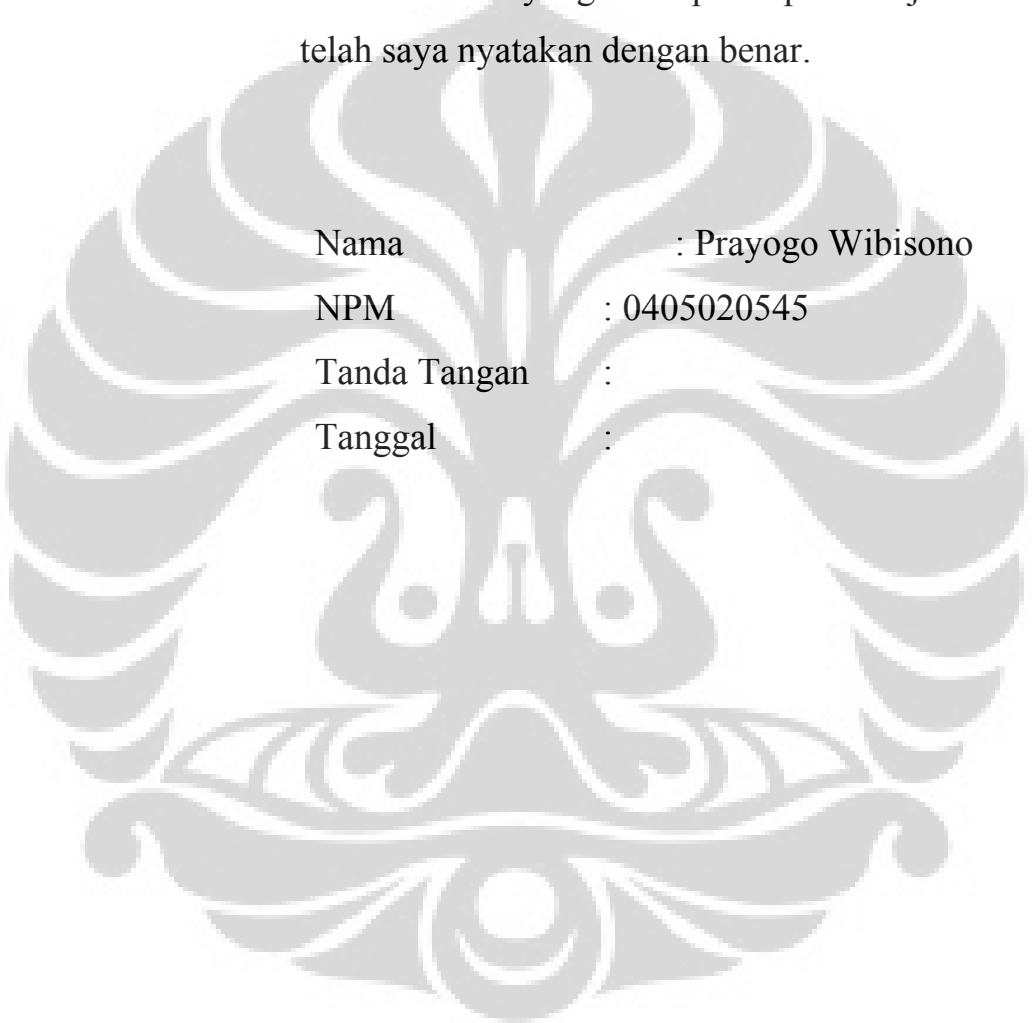 telah saya nyatakan dengan benar.
Nama : Prayogo Wibisono
NPM : 0405020545
Tanda Tangan :
Tanggal :